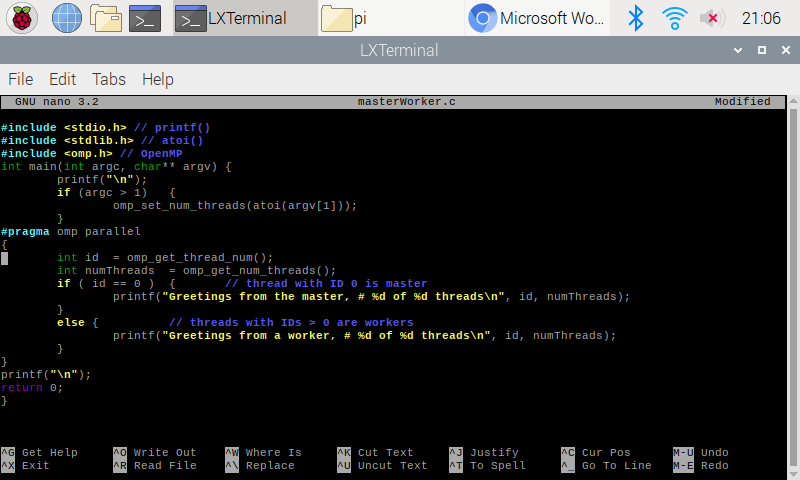 LXTerminal pi Microsoft Wo... 21:06
LXTerminal
File Edit Tabs Help
GNU nano 3.2 masterWorker.c Modified
#include <stdio.h> // printf()
#include <stdlib.h> // atoi()
#include <omp.h> // OpenMP
int main(int argc, char** argv) {
printf("\n");
if (argc > 1) {
omp_set_num_threads(atoi(argv[1]));
}
#pragma omp parallel
{
int id = omp_get_thread_num();
int numThreads = omp_get_num_threads();
if ( id == 0 ) { // thread with ID 0 is master
printf("Greetings from the master, # %d of %d threads\n", id, numThreads);
}
else { // threads with IDs > 0 are workers
printf("Greetings from a worker, # %d of %d threads\n", id, numThreads);
}
}
printf("\n");
return 0;
}
^G Get Help ^O Write Out ^W Where Is ^K Cut Text ^J Justify ^C Cur Pos M-U Undo
^X Exit ^R Read File ^\ Replace ^U Uncut Text ^T To Spell ^_ Go To Line M-E Redo